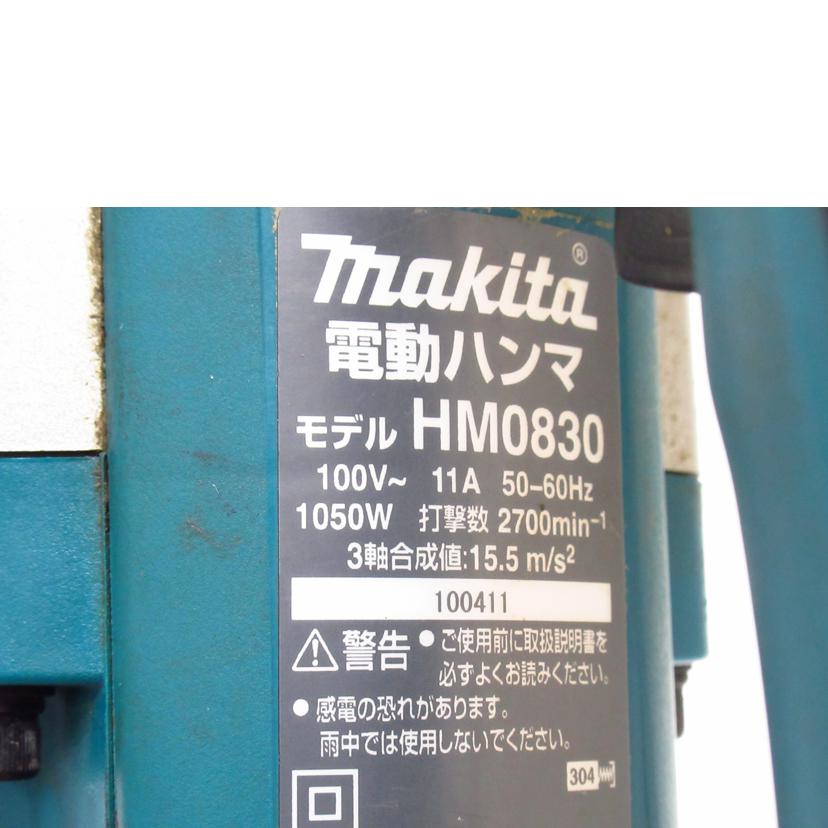 makita®
電動ハンマ
モデル HM0830
100V~ 11A 50-60Hz
1050W 打撃数 2700min-1
3軸合成値:15.5 m/s²
100411
警告 ●ご使用前に取扱説明書を
必ずよくお読みください。
●感電の恐れがあります。
雨中では使用しないでください。
304